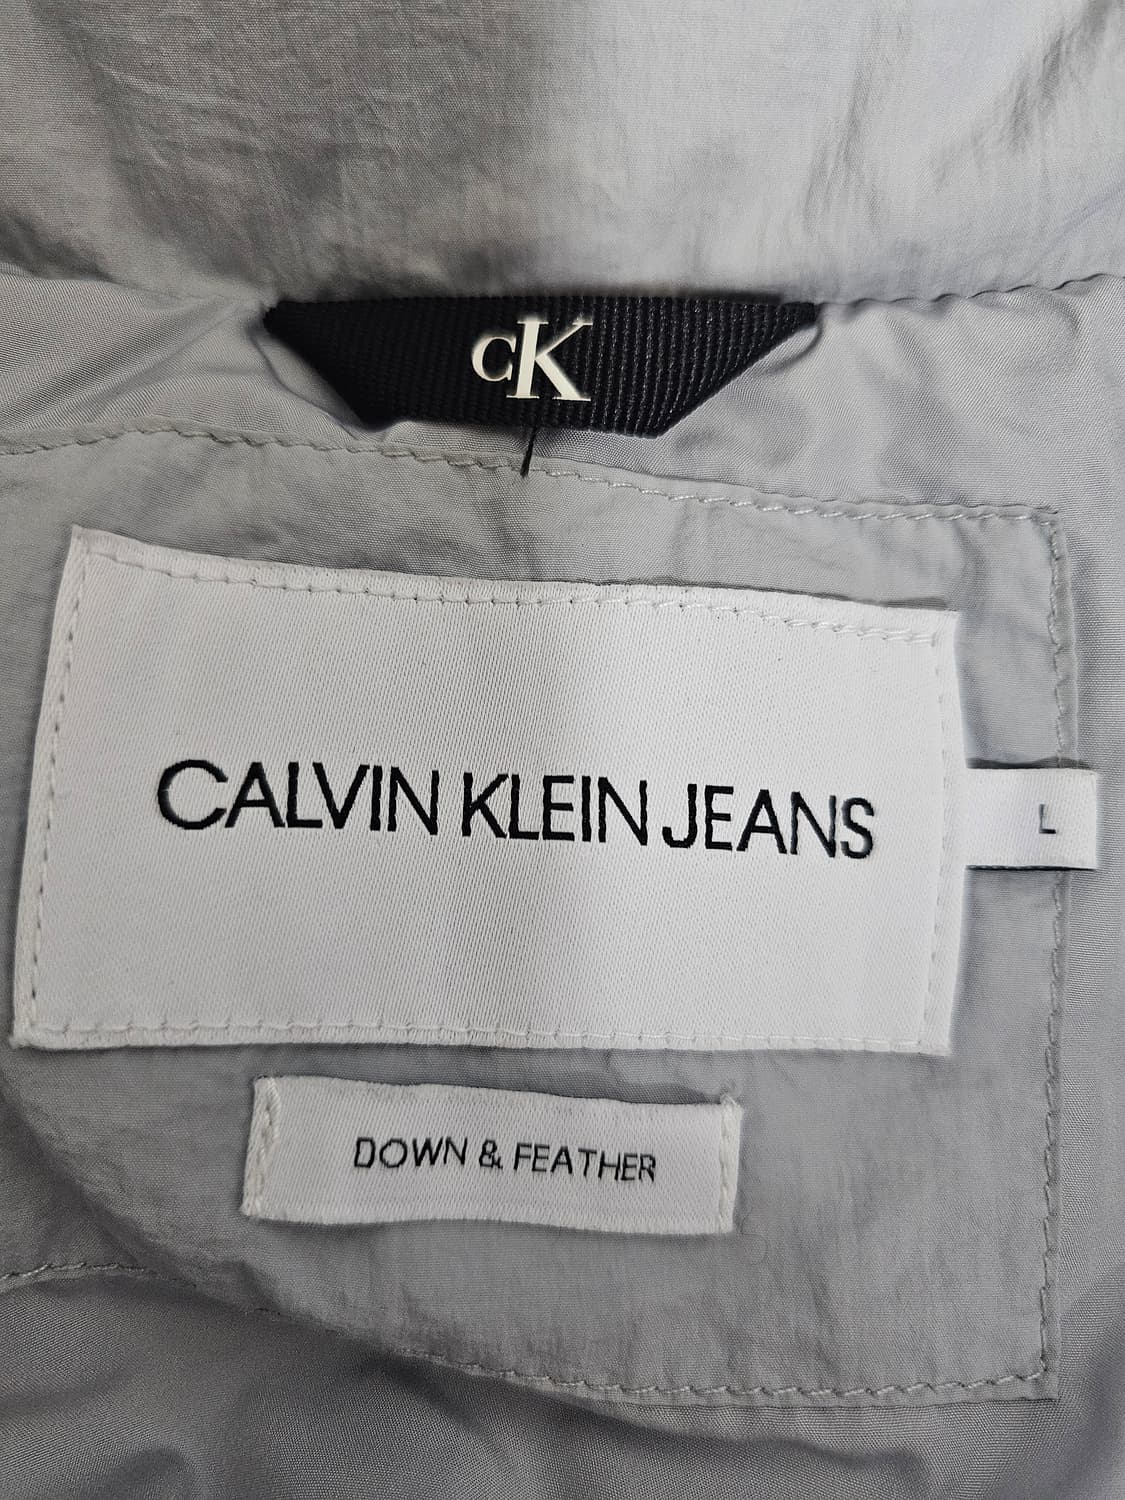 CK
CALVIN KLEIN JEANS
L
DOWN & FEATHER